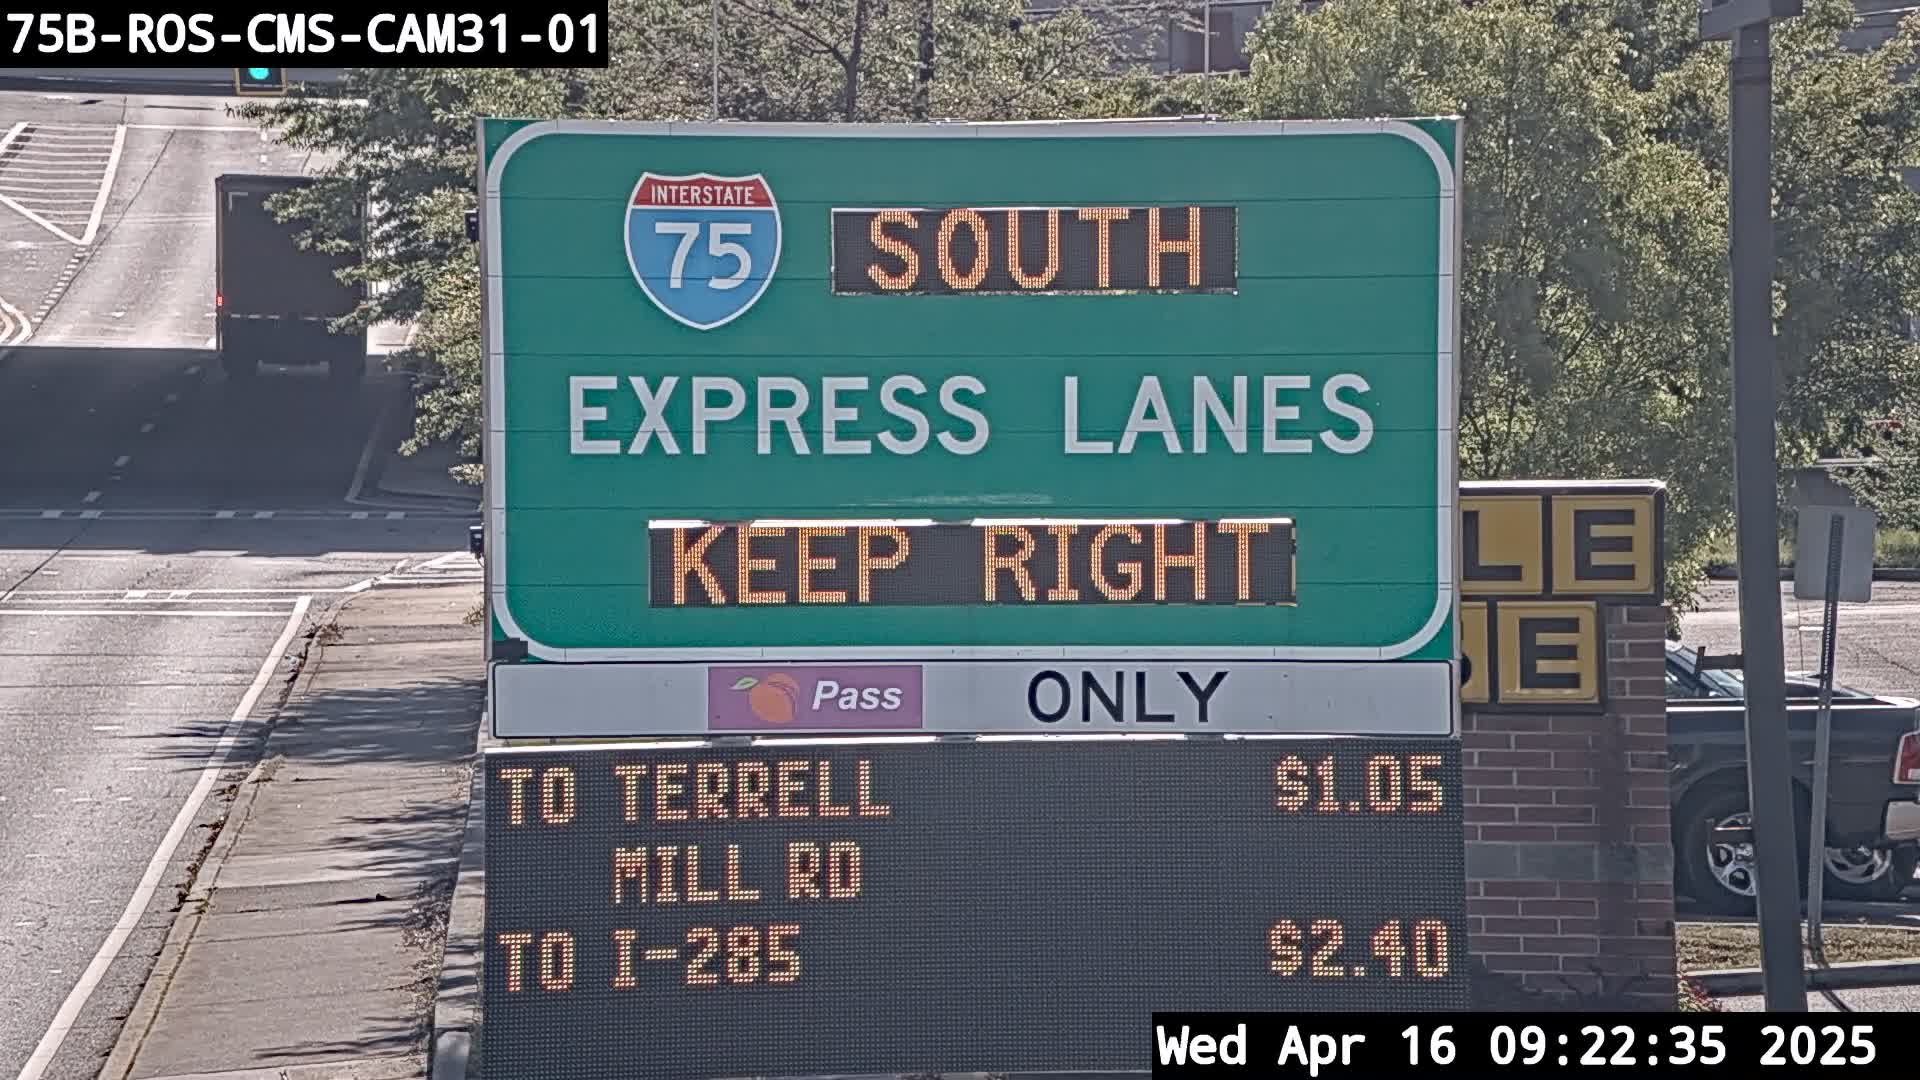 75B-ROS-CMS-CAM31-01
INTERSTATE
75
SOUTH
EXPRESS LANES
KEEP RIGHT
LE
E
Pass
ONLY
TO TERRELL $1.05
MILL RD
TO I-285 $2.40
Wed Apr 16 09:22:35 2025